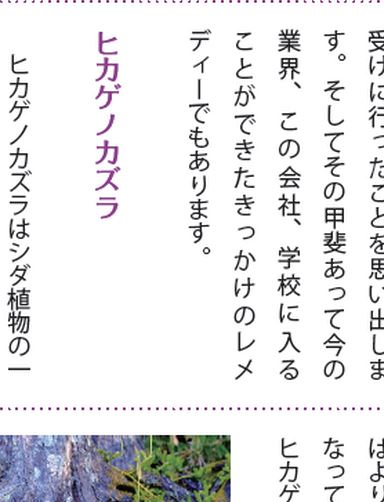 受けに行ったことを思い出しま
す。そしてその甲斐あって今の
業界、この会社、学校に入る
ことができたきっかけのレメ
ディーでもあります。
ヒカゲノカズラ
ヒカゲノカズラはシダ植物の一
はより
なって
ヒカゲ